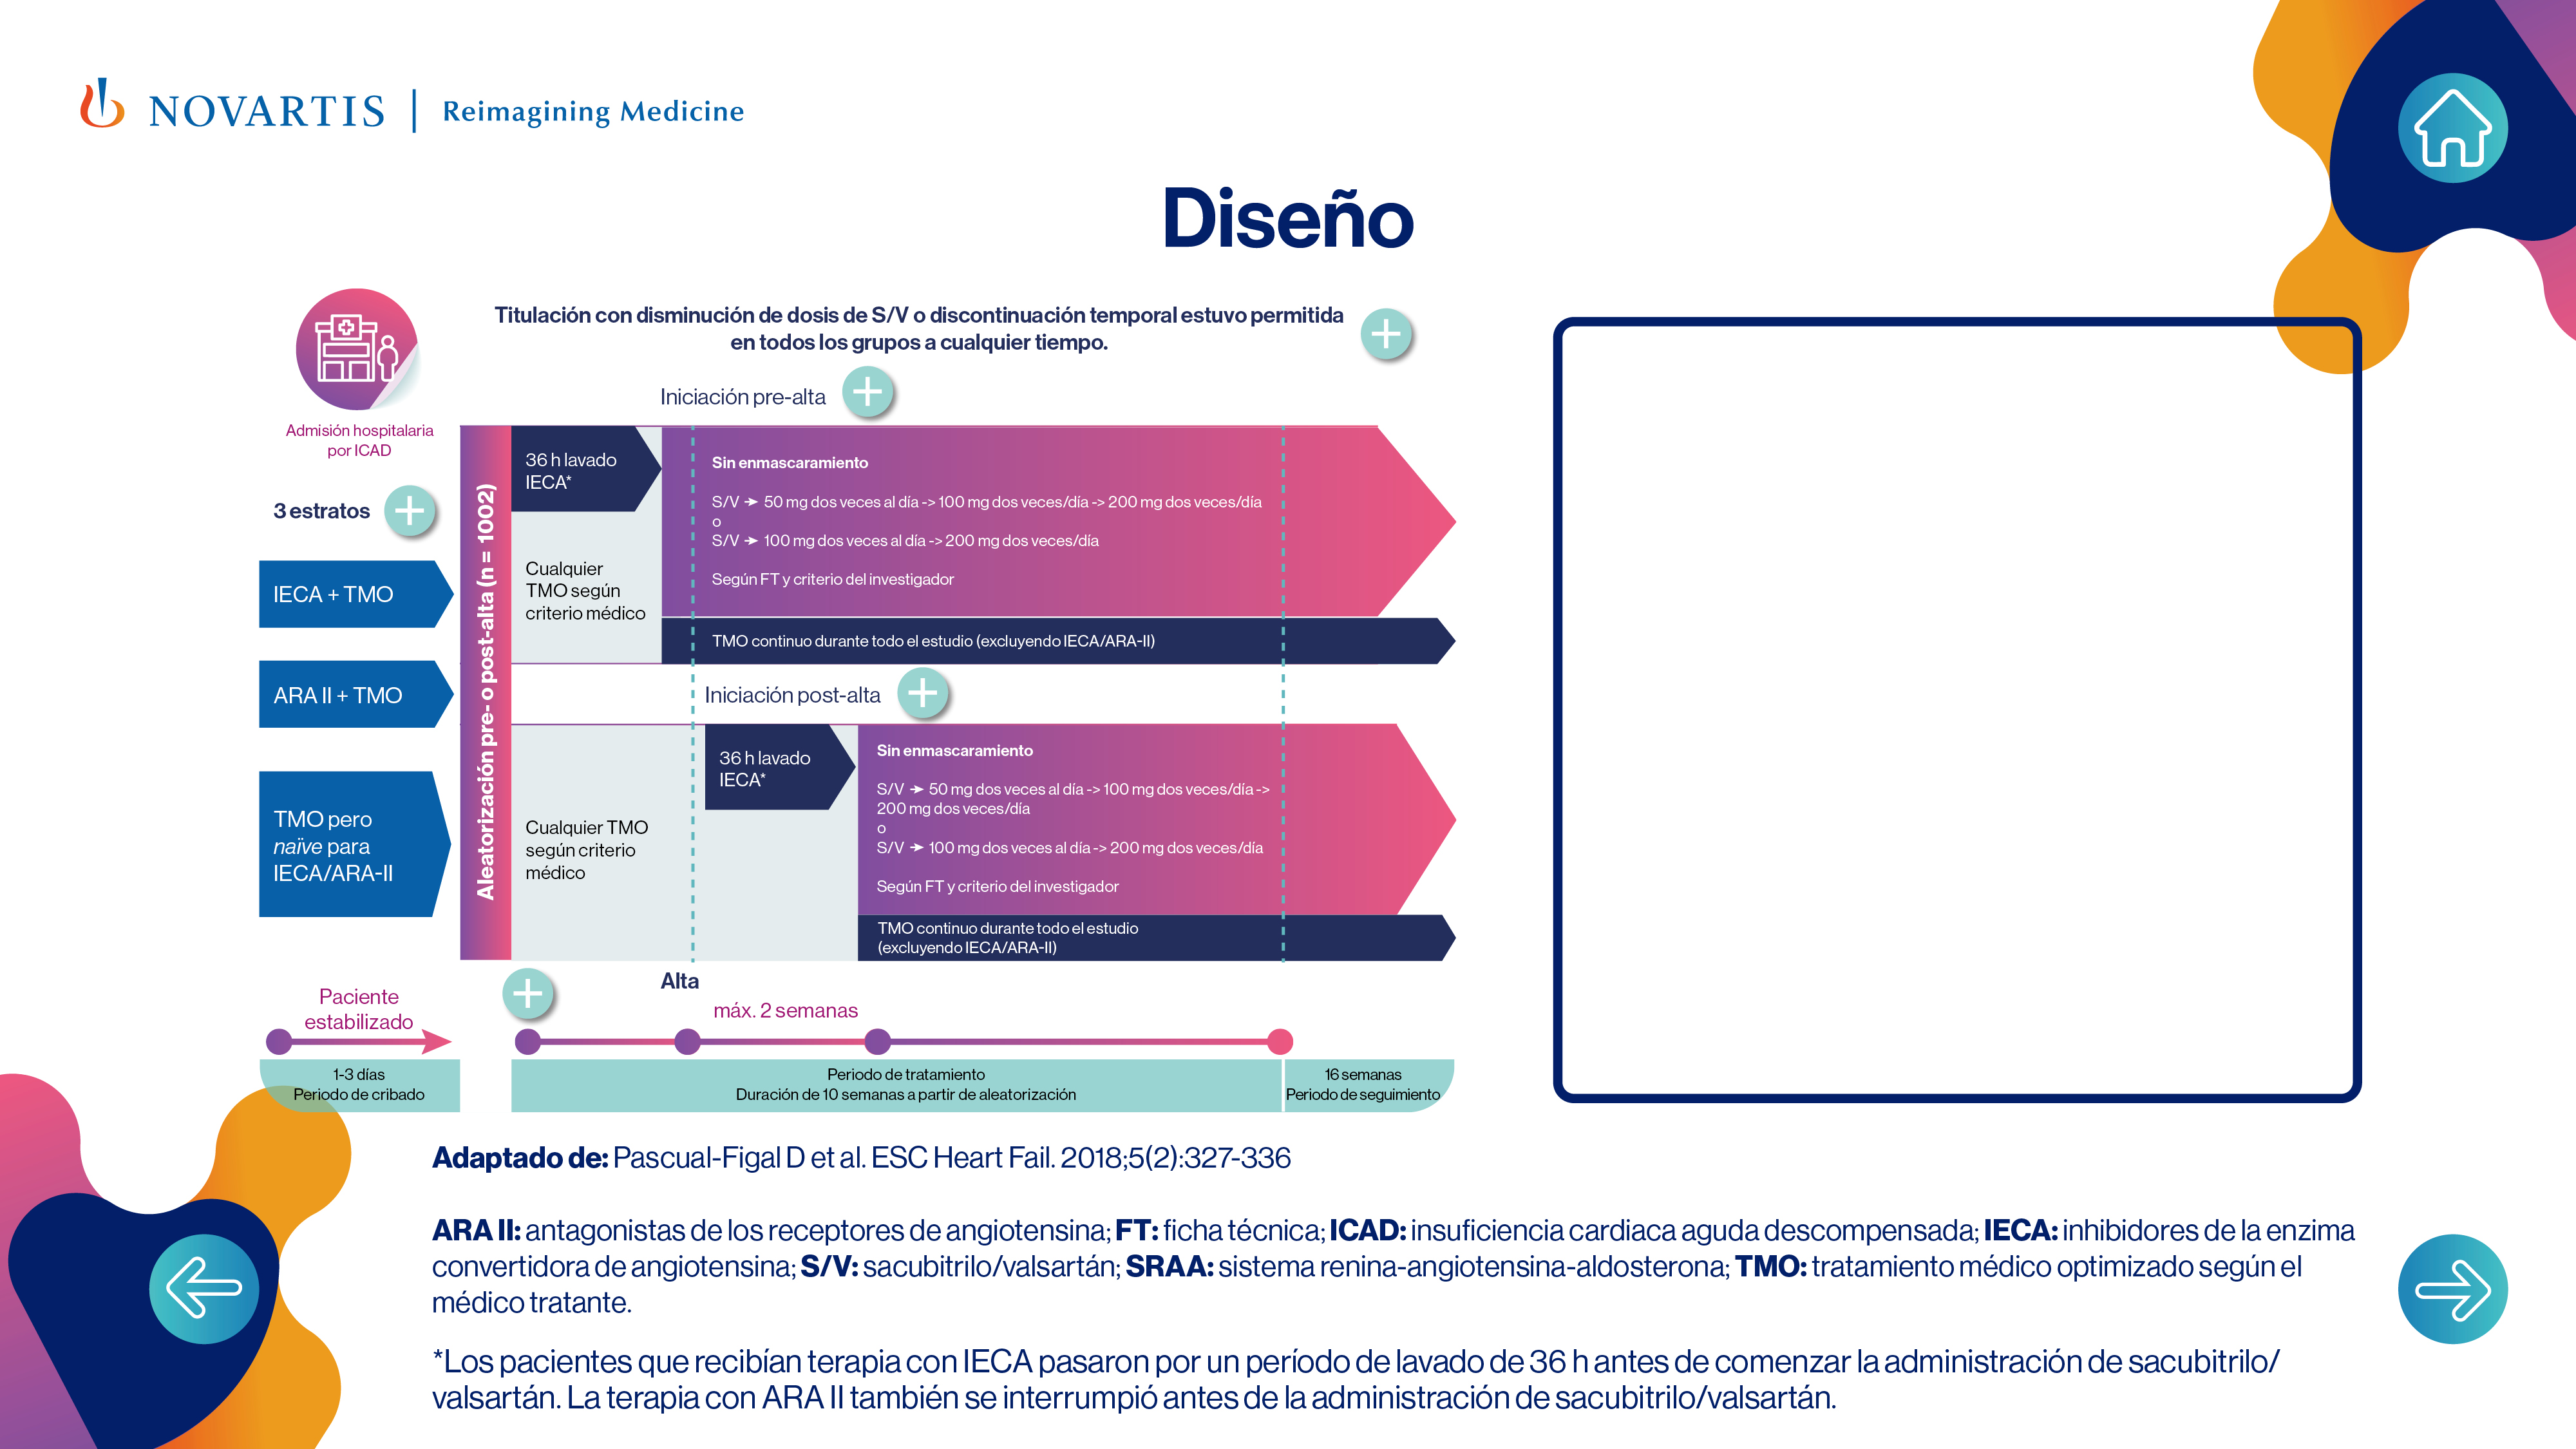 NOVARTIS | Reimagining Medicine
Diseño
Titulación con disminución de dosis de S/V o discontinuación temporal estuvo permitida
en todos los grupos a cualquier tiempo.
Admisión hospitalaria
por ICAD
3 estratos
IECA + TMO
ARA II + TMO
TMO pero
naïve para
IECA/ARA-II
Aleatorización pre- o post-alta (n = 1002)
Iniciación pre-alta
36 h lavado
IECA*
Cualquier
TMO según
criterio médico
Sin enmascaramiento
S/V ➔ 50 mg dos veces al día -> 100 mg dos veces/día -> 200 mg dos veces/día
o
S/V ➔ 100 mg dos veces al día -> 200 mg dos veces/día
Según FT y criterio del investigador
TMO continuo durante todo el estudio (excluyendo IECA/ARA-II)
Iniciación post-alta
36 h lavado
IECA*
Cualquier TMO
según criterio
médico
Sin enmascaramiento
S/V ➔ 50 mg dos veces al día -> 100 mg dos veces/día ->
200 mg dos veces/día
o
S/V ➔ 100 mg dos veces al día -> 200 mg dos veces/día
Según FT y criterio del investigador
TMO continuo durante todo el estudio
(excluyendo IECA/ARA-II)
Alta
Paciente
estabilizado
máx. 2 semanas
1-3 días
Periodo de cribado
Periodo de tratamiento
Duración de 10 semanas a partir de aleatorización
16 semanas
Periodo de seguimiento
Adaptado de: Pascual-Figal D et al. ESC Heart Fail. 2018;5(2):327-336
ARA II: antagonistas de los receptores de angiotensina; FT: ficha técnica; ICAD: insuficiencia cardiaca aguda descompensada; IECA: inhibidores de la enzima
convertidora de angiotensina; S/V: sacubitrilo/valsartán; SRAA: sistema renina-angiotensina-aldosterona; TMO: tratamiento médico optimizado según el
médico tratante.
*Los pacientes que recibían terapia con IECA pasaron por un período de lavado de 36 h antes de comenzar la administración de sacubitrilo/
valsartán. La terapia con ARA II también se interrumpió antes de la administración de sacubitrilo/valsartán.